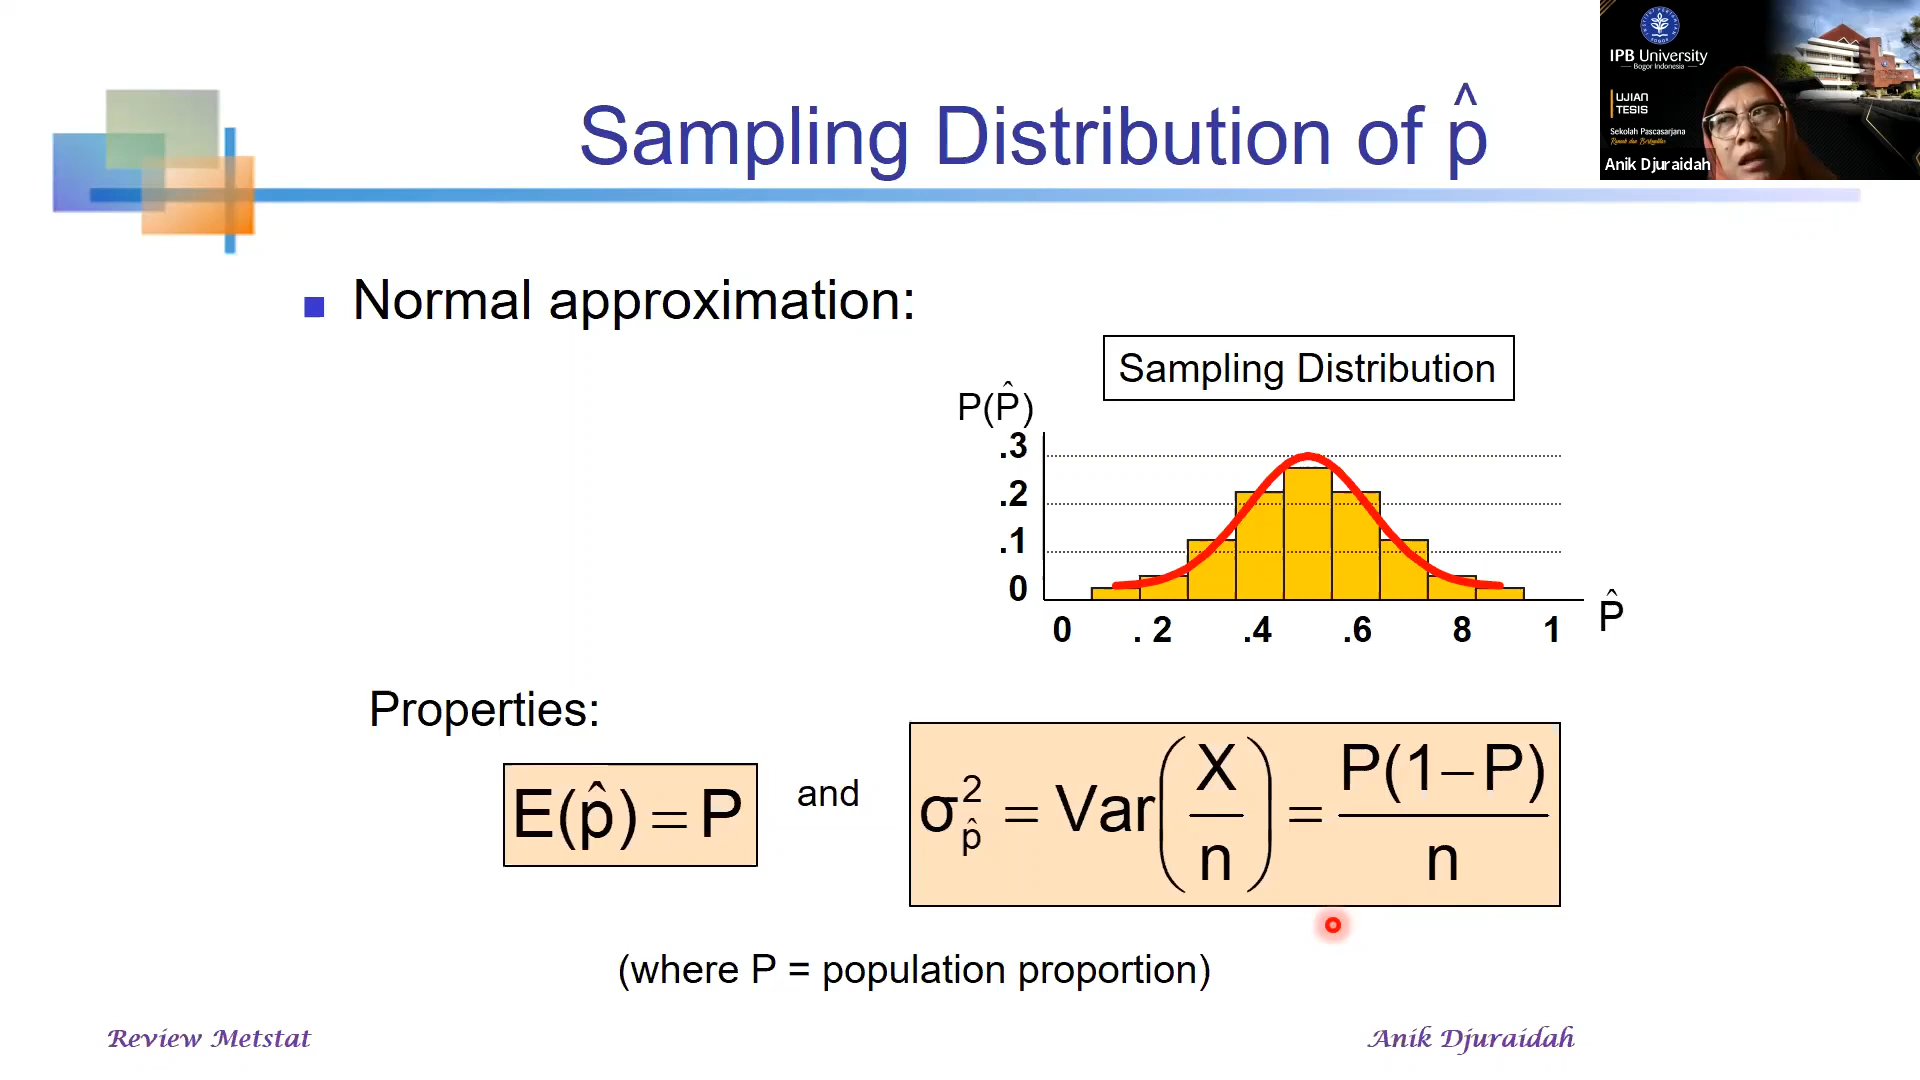 IPB University
Bogor Indonesia
UJIAN
TESIS
Sekolah Pascasarjana
Anik Djuraidah
Sampling Distribution of p̂
Normal approximation:
Sampling Distribution
P(P̂)
.3
.2
.1
0
0 . 2 .4 .6 8 1 P̂
Properties:
E(p̂) = P and σ²p̂ = Var(X/n) = P(1−P)/n
(where P = population proportion)
Review Metstat Anik Djuraidah